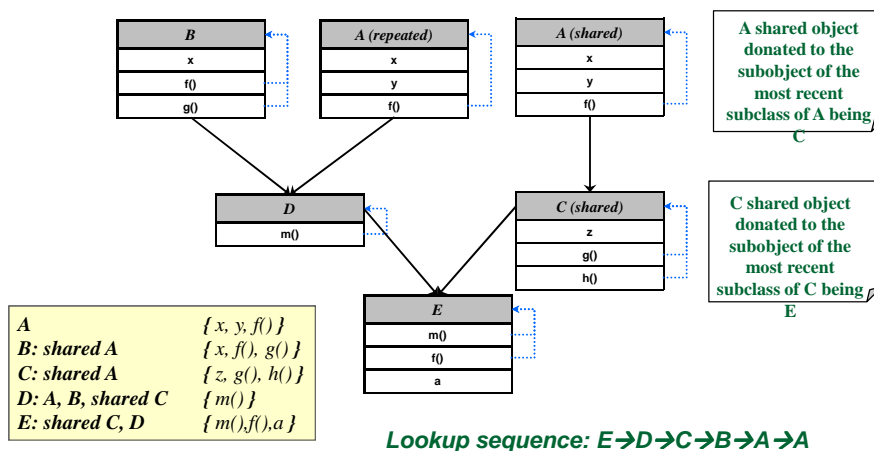 B
x
f()
g()
A (repeated)
x
y
f()
A (shared)
x
y
f()
A shared object
donated to the
subobject of the
most recent
subclass of A being
C
D
m()
C (shared)
z
g()
h()
C shared object
donated to the
subobject of the
most recent
subclass of C being
E
E
m()
f()
a
A { x, y, f() }
B: shared A { x, f(), g() }
C: shared A { z, g(), h() }
D: A, B, shared C { m() }
E: shared C, D { m(),f(),a }
Lookup sequence: E→D→C→B→A→A